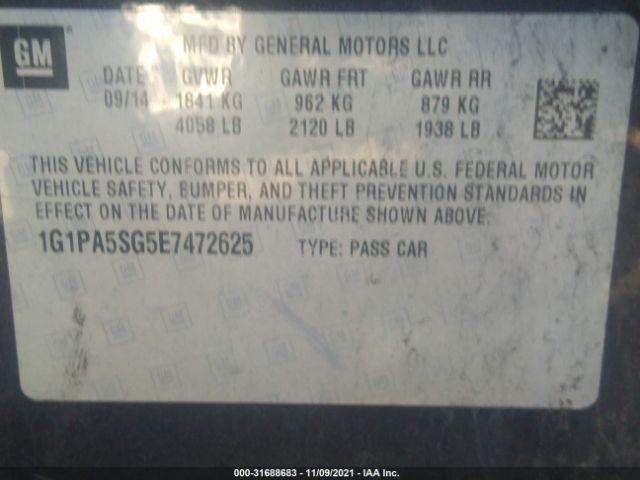 GM
MFD BY GENERAL MOTORS LLC
DATE GVWR GAWR FRT GAWR RR
09/14 1841 KG 962 KG 879 KG
4058 LB 2120 LB 1938 LB
THIS VEHICLE CONFORMS TO ALL APPLICABLE U.S. FEDERAL MOTOR
VEHICLE SAFETY, BUMPER, AND THEFT PREVENTION STANDARDS IN
EFFECT ON THE DATE OF MANUFACTURE SHOWN ABOVE.
1G1PA5SG5E7472625 TYPE: PASS CAR
000-31688683 - 11/09/2021 - IAA Inc.